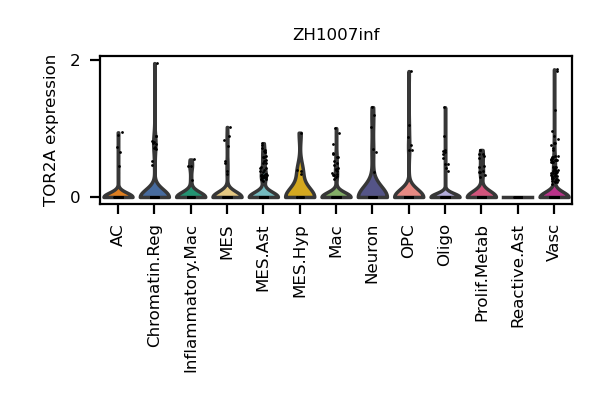 ZH1007inf
TOR2A expression
2
0
AC
Chromatin.Reg
Inflammatory.Mac
MES
MES.Ast
MES.Hyp
Mac
Neuron
OPC
Oligo
Prolif.Metab
Reactive.Ast
Vasc